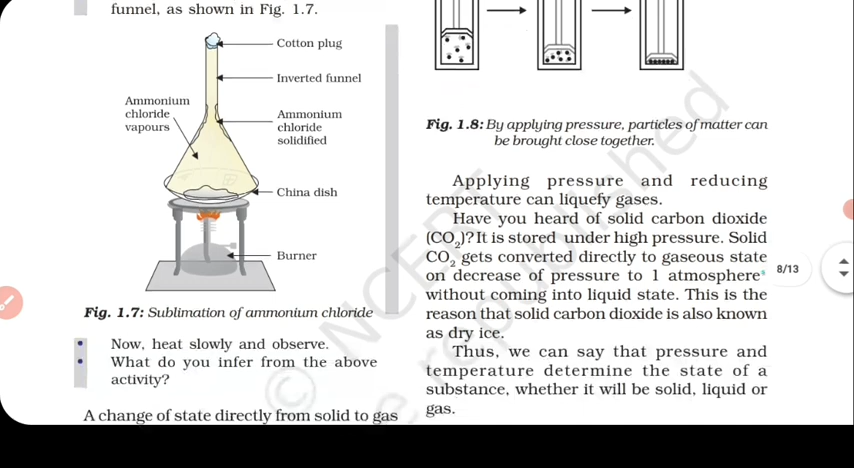 funnel, as shown in Fig. 1.7.
Cotton plug
Inverted funnel
Ammonium
chloride
vapours
Ammonium
chloride
solidified
China dish
Burner
Fig. 1.7: Sublimation of ammonium chloride
• Now, heat slowly and observe.
• What do you infer from the above
activity?
A change of state directly from solid to gas
Fig. 1.8: By applying pressure, particles of matter can
be brought close together.
Applying pressure and reducing
temperature can liquefy gases.
Have you heard of solid carbon dioxide
(CO₂)? It is stored under high pressure. Solid
CO₂ gets converted directly to gaseous state
on decrease of pressure to 1 atmosphere*
without coming into liquid state. This is the
reason that solid carbon dioxide is also known
as dry ice.
Thus, we can say that pressure and
temperature determine the state of a
substance, whether it will be solid, liquid or
gas.
8/13
© NCERT
be republished